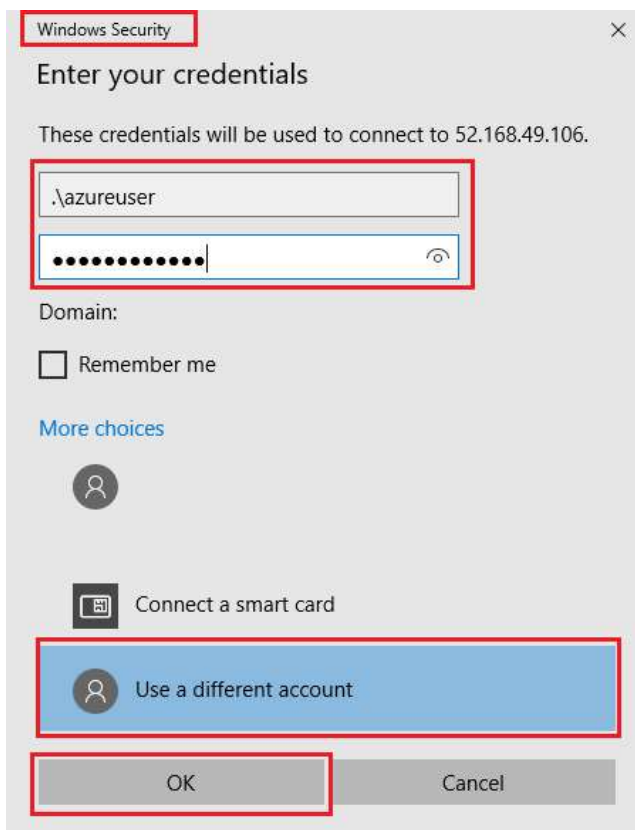 Windows Security
Enter your credentials
These credentials will be used to connect to 52.168.49.106.
.\azureuser
●●●●●●●●●●●●
Domain:
Remember me
More choices
Connect a smart card
Use a different account
OK Cancel